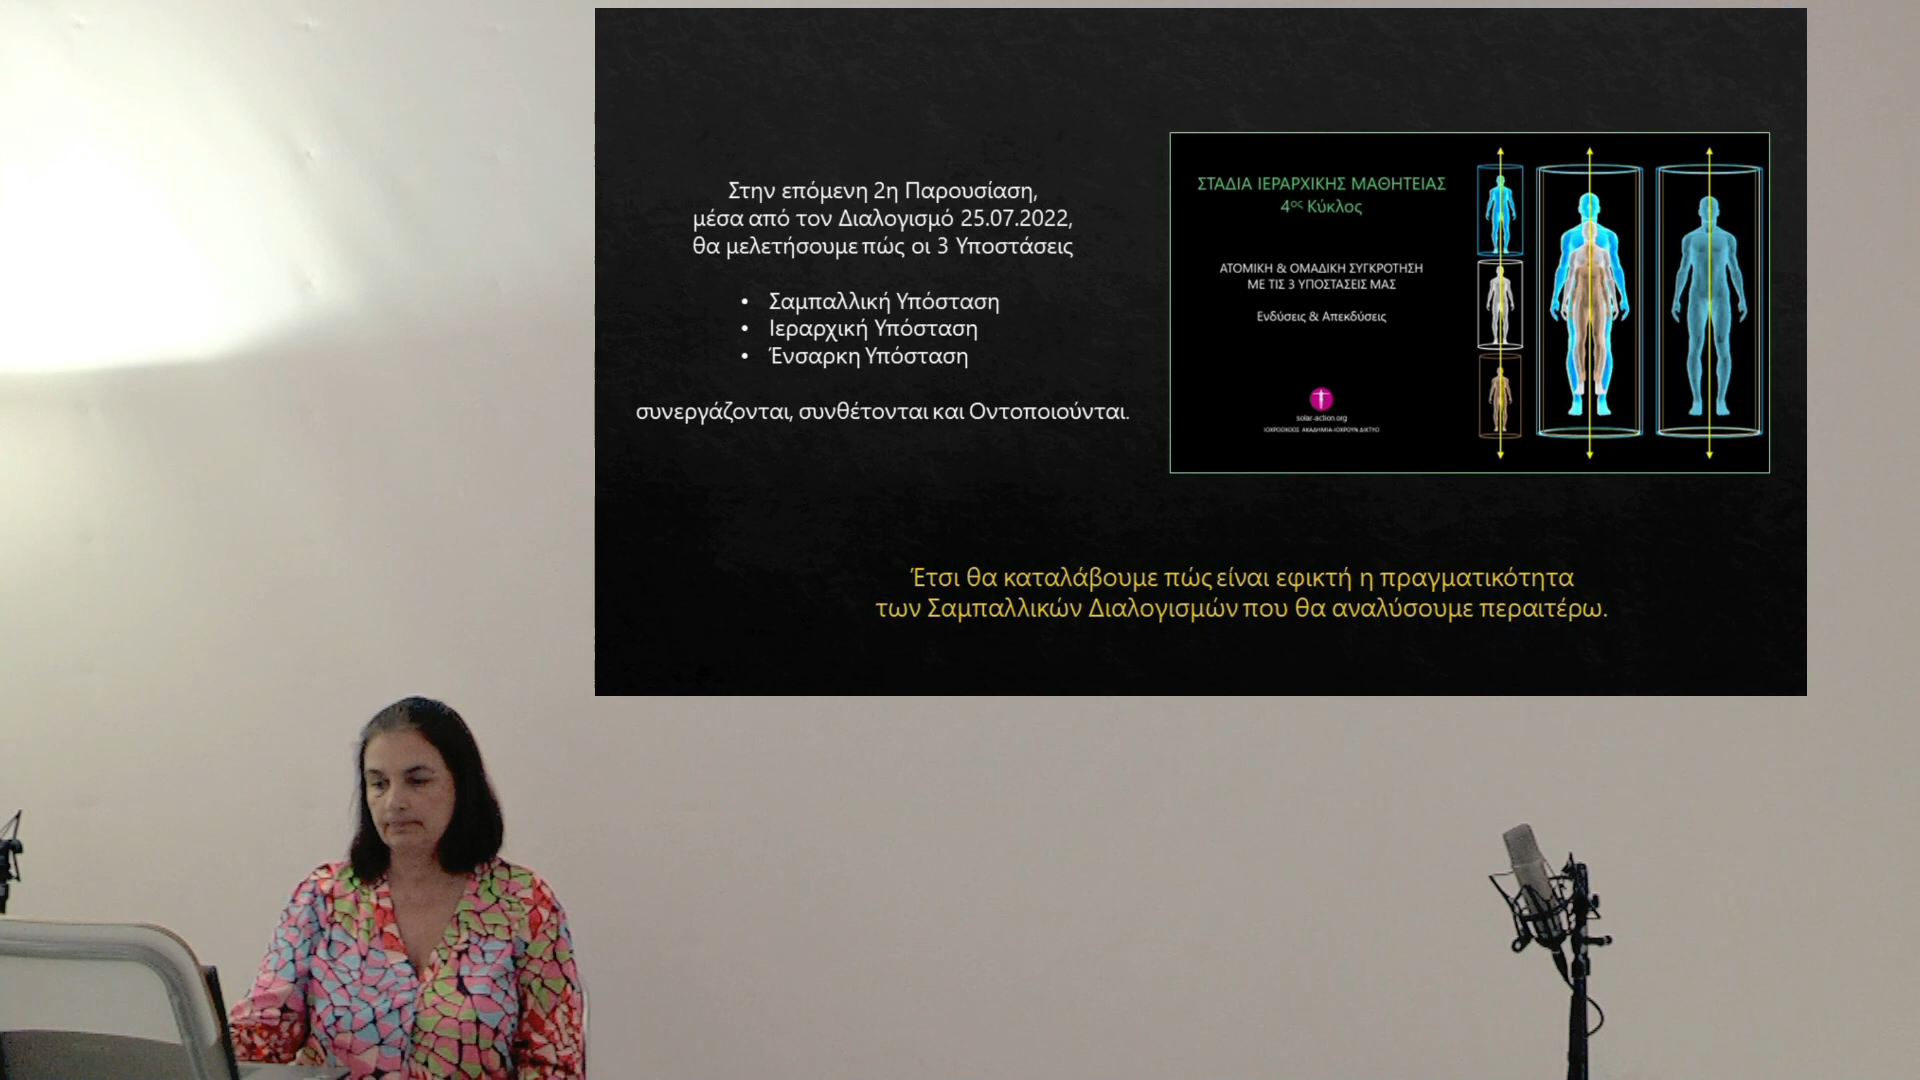 Στην επόμενη 2η Παρουσίαση,
μέσα από τον Διαλογισμό 25.07.2022,
θα μελετήσουμε πώς οι 3 Υποστάσεις
• Σαμπαλλική Υπόσταση
• Ιεραρχική Υπόσταση
• Ένσαρκη Υπόσταση
συνεργάζονται, συνθέτονται και Οντοποιούνται.
ΣΤΑΔΙΑ ΙΕΡΑΡΧΙΚΗΣ ΜΑΘΗΤΕΙΑΣ
4ος Κύκλος
ΑΤΟΜΙΚΗ & ΟΜΑΔΙΚΗ ΣΥΓΚΡΟΤΗΣΗ
ΜΕ ΤΙΣ 3 ΥΠΟΣΤΑΣΕΙΣ ΜΑΣ
Ενδύσεις & Απεκδύσεις
solar-action.org
ΑΚΑΔΗΜΙΑ
Έτσι θα καταλάβουμε πώς είναι εφικτή η πραγματικότητα
των Σαμπαλλικών Διαλογισμών που θα αναλύσουμε περαιτέρω.